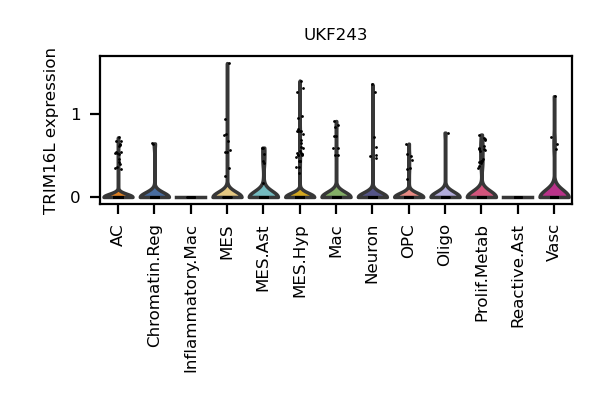 UKF243
TRIM16L expression
1
0
AC
Chromatin.Reg
Inflammatory.Mac
MES
MES.Ast
MES.Hyp
Mac
Neuron
OPC
Oligo
Prolif.Metab
Reactive.Ast
Vasc